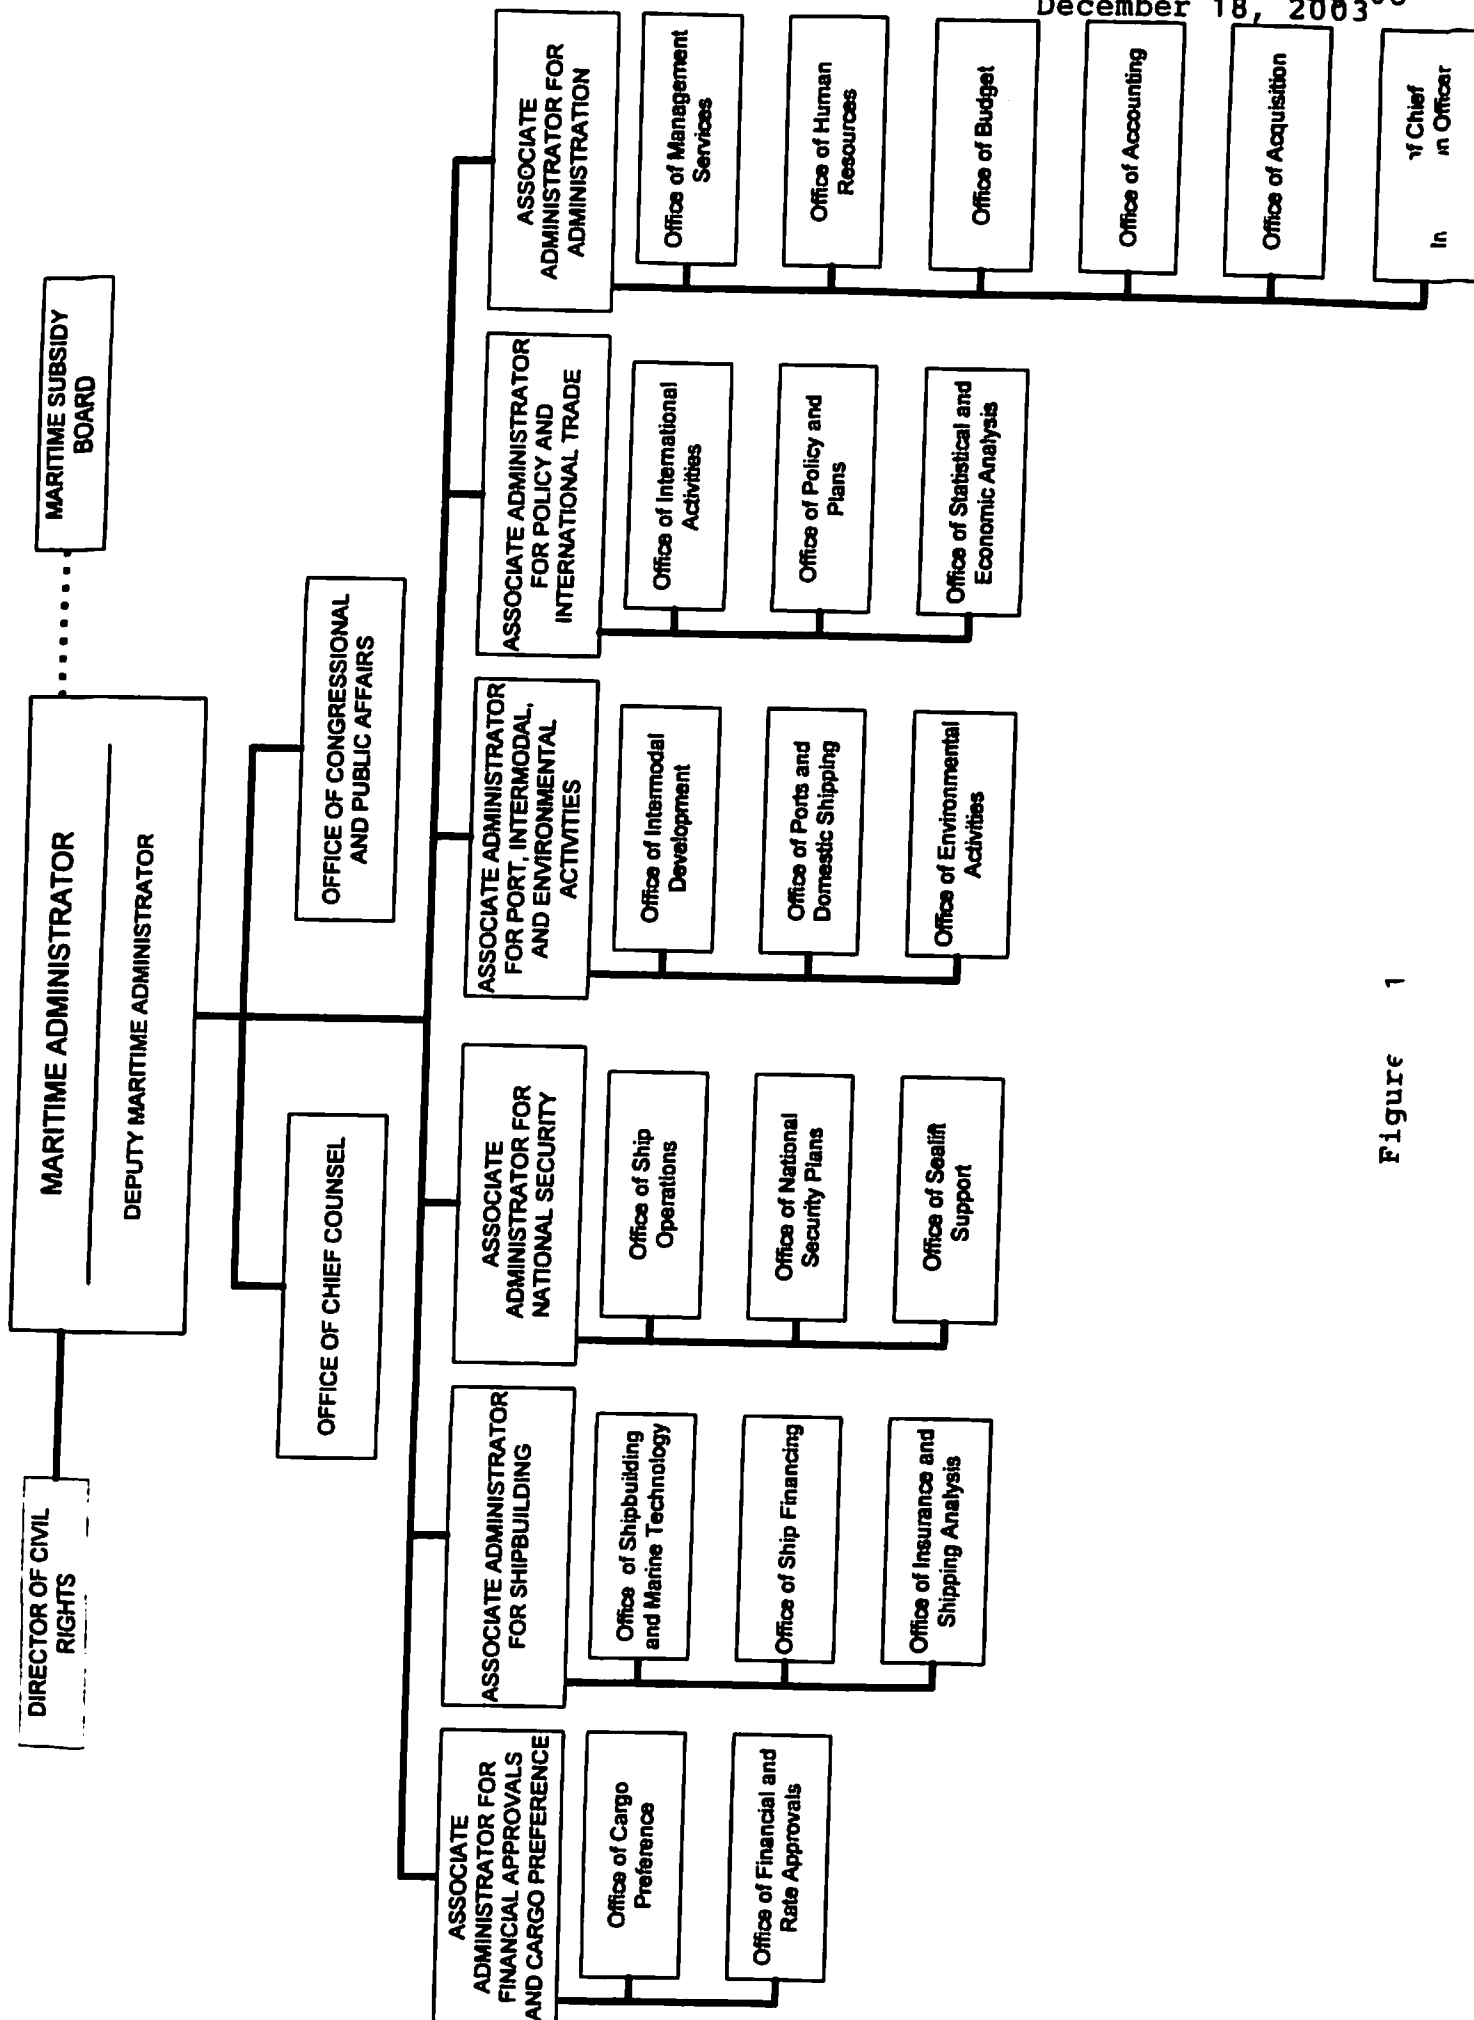 December 18, 2003
MARITIME ADMINISTRATOR
DEPUTY MARITIME ADMINISTRATOR
DIRECTOR OF CIVIL
RIGHTS
MARITIME SUBSIDY
BOARD
OFFICE OF CHIEF COUNSEL
OFFICE OF CONGRESSIONAL
AND PUBLIC AFFAIRS
ASSOCIATE
ADMINISTRATOR FOR
FINANCIAL APPROVALS
AND CARGO PREFERENCE
Office of Cargo
Preference
Office of Financial and
Rate Approvals
ASSOCIATE ADMINISTRATOR
FOR SHIPBUILDING
Office of Shipbuilding
and Marine Technology
Office of Ship Financing
Office of Insurance and
Shipping Analysis
ASSOCIATE
ADMINISTRATOR FOR
NATIONAL SECURITY
Office of Ship
Operations
Office of National
Security Plans
Office of Sealift
Support
ASSOCIATE ADMINISTRATOR
FOR PORT, INTERMODAL,
AND ENVIRONMENTAL
ACTIVITIES
Office of Intermodal
Development
Office of Ports and
Domestic Shipping
Office of Environmental
Activities
ASSOCIATE ADMINISTRATOR
FOR POLICY AND
INTERNATIONAL TRADE
Office of International
Activities
Office of Policy and
Plans
Office of Statistical and
Economic Analysis
ASSOCIATE
ADMINISTRATOR FOR
ADMINISTRATION
Office of Management
Services
Office of Human
Resources
Office of Budget
Office of Accounting
Office of Acquisition
Chief
Officer
Figure 1